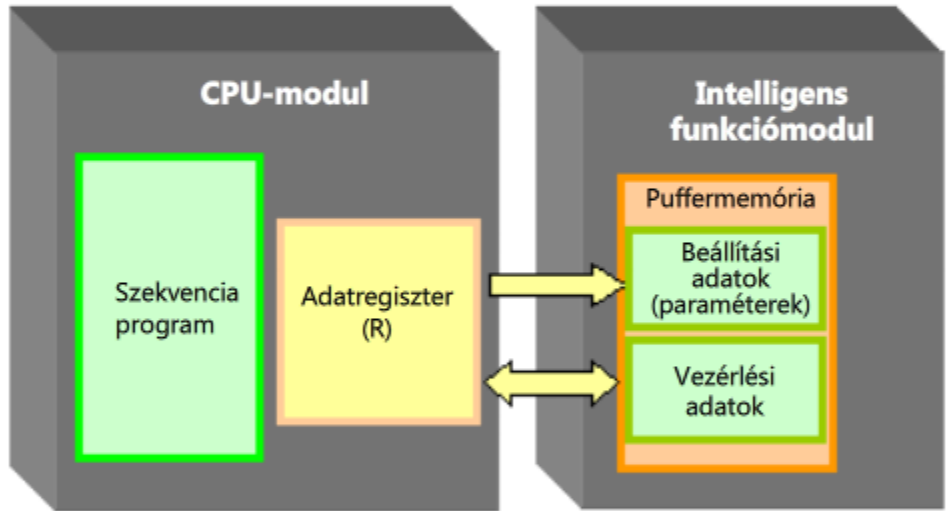 CPU-modul
Szekvencia
program
Adatregiszter
(R)
Intelligens
funkciómodul
Puffermemória
Beállítási
adatok
(paraméterek)
Vezérlési
adatok